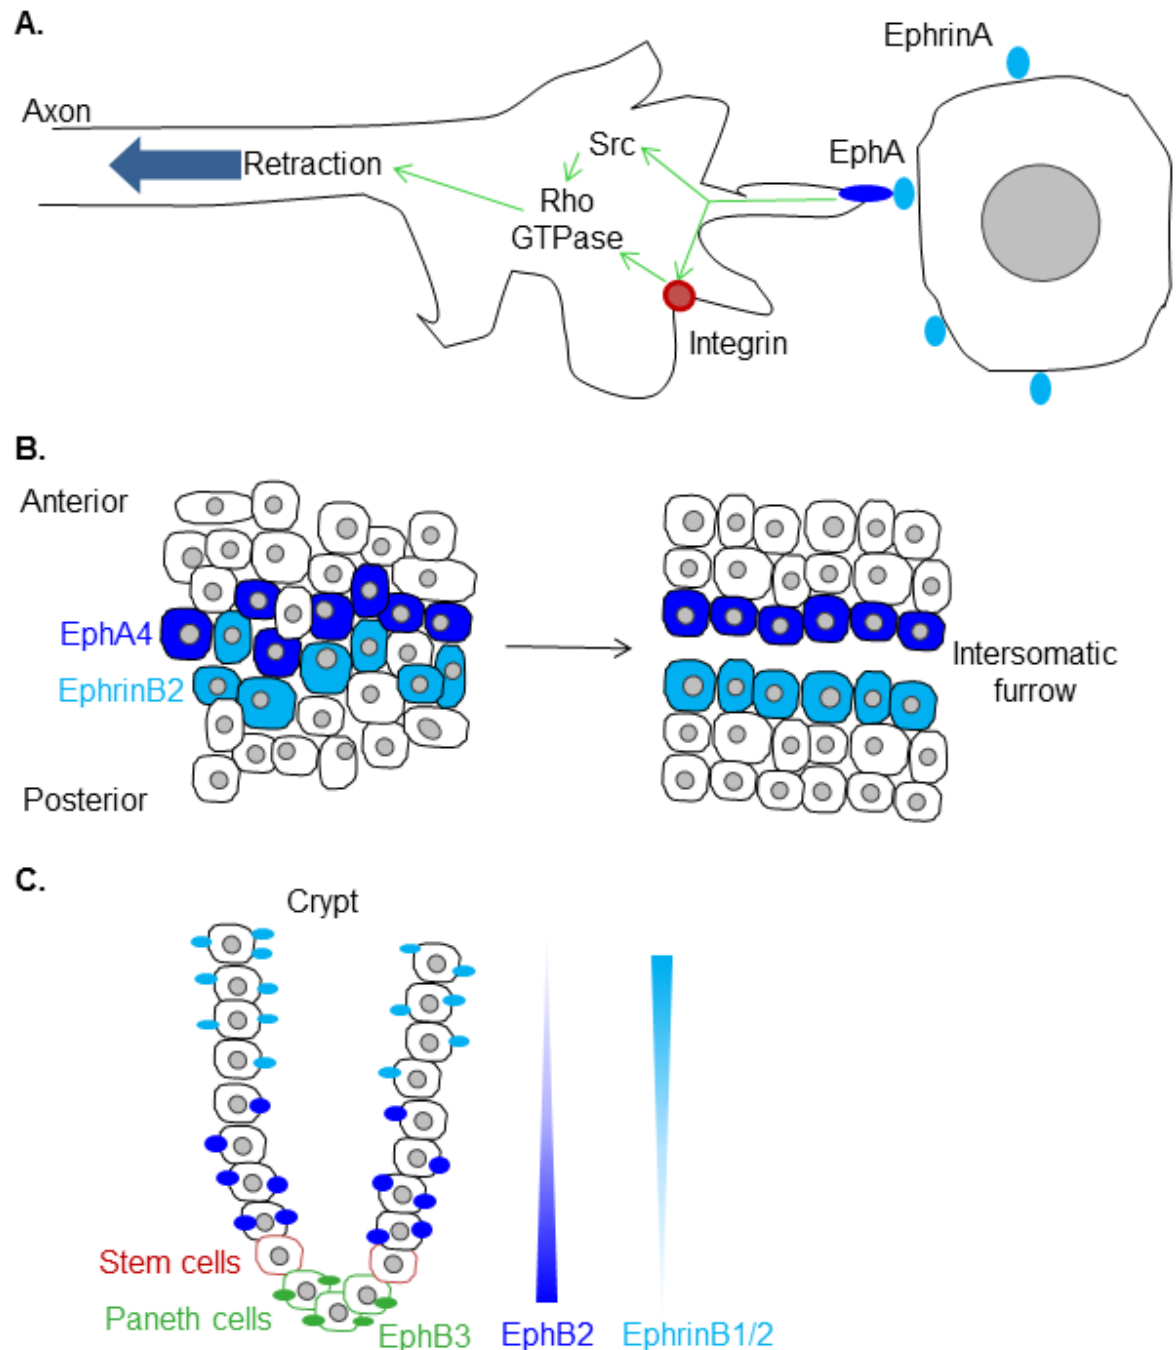 A.
EphrinA
Axon
EphA
Src
Retraction
Rho
GTPase
Integrin
B.
Anterior
EphA4
EphrinB2
Intersomatic
furrow
Posterior
C.
Crypt
Stem cells
Paneth cells
EphB3
EphB2
EphrinB1/2